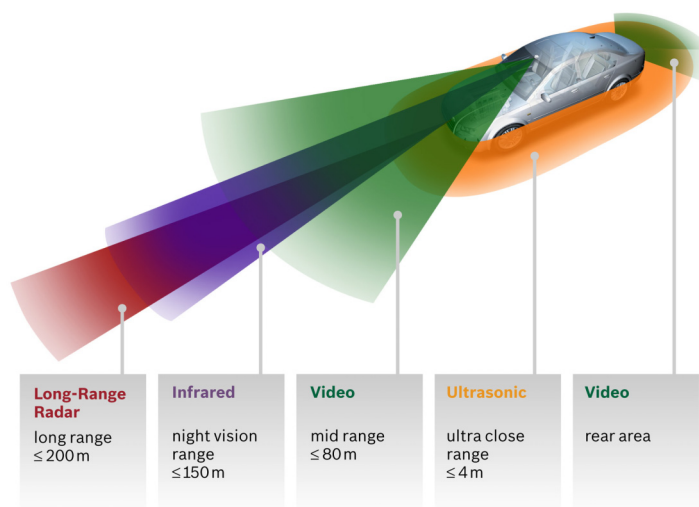 Long-Range
Radar
long range
≤ 200 m
Infrared
night vision
range
≤ 150 m
Video
mid range
≤ 80 m
Ultrasonic
ultra close
range
≤ 4 m
Video
rear area